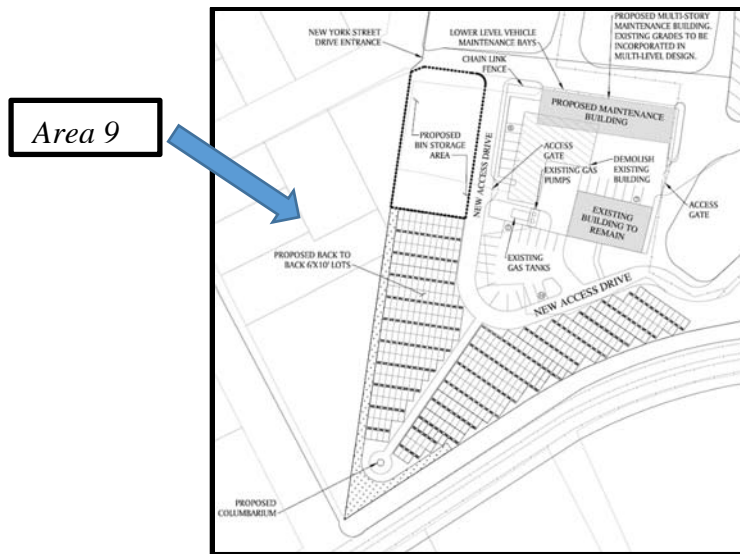 Area 9
NEW YORK STREET
DRIVE ENTRANCE
LOWER LEVEL VEHICLE
MAINTENANCE BAYS
PROPOSED MULTI-STORY
MAINTENANCE BUILDING.
EXISTING GRADES TO BE
INCORPORATED IN
MULTI-LEVEL DESIGN.
CHAIN LINK
FENCE
PROPOSED MAINTENANCE
BUILDING
PROPOSED
BIN STORAGE
AREA
NEW ACCESS DRIVE
ACCESS
GATE
EXISTING GAS
PUMPS
DEMOLISH
EXISTING
BUILDING
ACCESS
GATE
EXISTING
BUILDING TO
REMAIN
EXISTING
GAS TANKS
PROPOSED BACK TO
BACK 6'X10' LOTS
NEW ACCESS DRIVE
PROPOSED
COLUMBARIUM